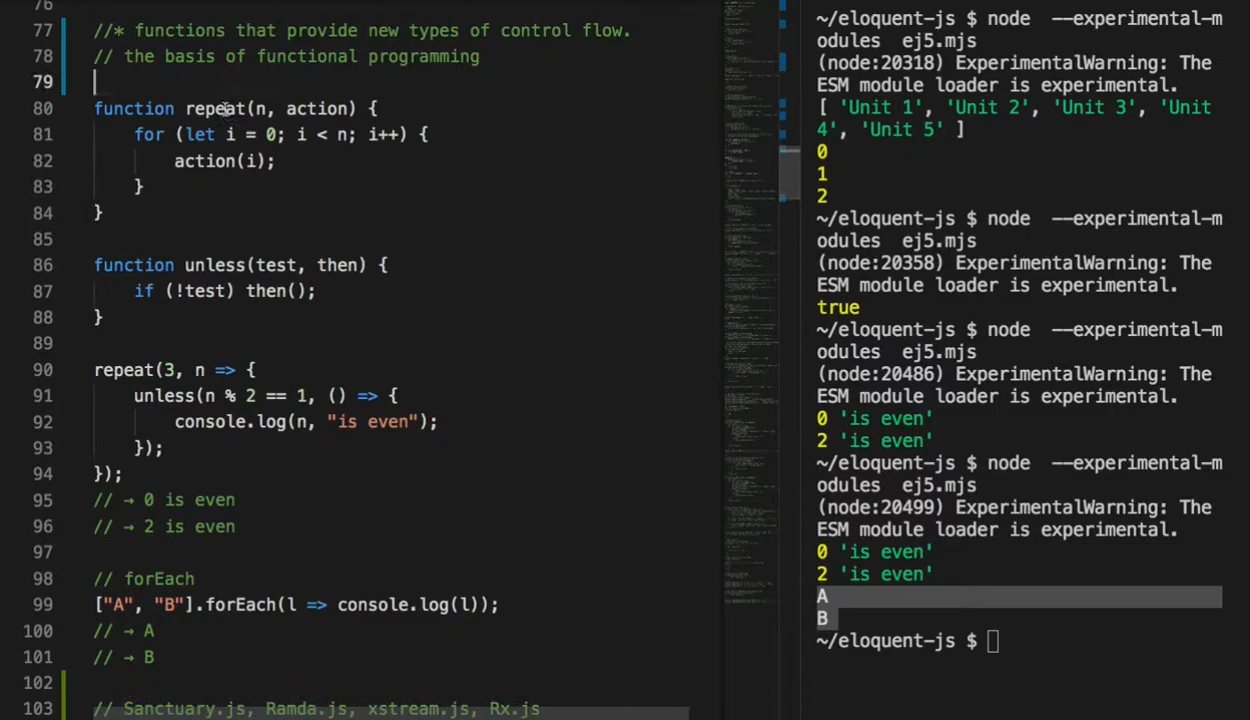 76
77 //* functions that provide new types of control flow.
78 // the basis of functional programming
79
80 function repeat(n, action) {
81 for (let i = 0; i < n; i++) {
82 action(i);
83 }
84 }
85
86 function unless(test, then) {
87 if (!test) then();
88 }
89
90 repeat(3, n => {
91 unless(n % 2 == 1, () => {
92 console.log(n, "is even");
93 });
94 });
95 // → 0 is even
96 // → 2 is even
97
98 // forEach
99 ["A", "B"].forEach(l => console.log(l));
100 // → A
101 // → B
102
103 // Sanctuary.js, Ramda.js, xstream.js, Rx.js
~/eloquent-js $ node --experimental-m
odules ej5.mjs
(node:20318) ExperimentalWarning: The
ESM module loader is experimental.
[ 'Unit 1', 'Unit 2', 'Unit 3', 'Unit
4', 'Unit 5' ]
0
1
2
~/eloquent-js $ node --experimental-m
odules ej5.mjs
(node:20358) ExperimentalWarning: The
ESM module loader is experimental.
true
~/eloquent-js $ node --experimental-m
odules ej5.mjs
(node:20486) ExperimentalWarning: The
ESM module loader is experimental.
0 'is even'
2 'is even'
~/eloquent-js $ node --experimental-m
odules ej5.mjs
(node:20499) ExperimentalWarning: The
ESM module loader is experimental.
0 'is even'
2 'is even'
A
B
~/eloquent-js $